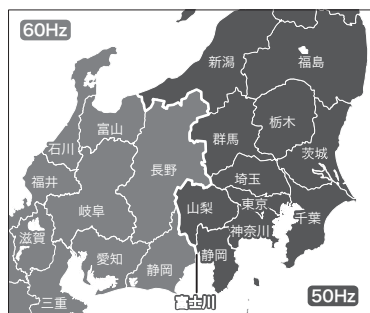 60Hz
新潟
福島
富山
石川
群馬
栃木
長野
茨城
福井
埼玉
岐阜
山梨
東京
滋賀
神奈川
千葉
愛知
静岡
静岡
三重
富士川
50Hz